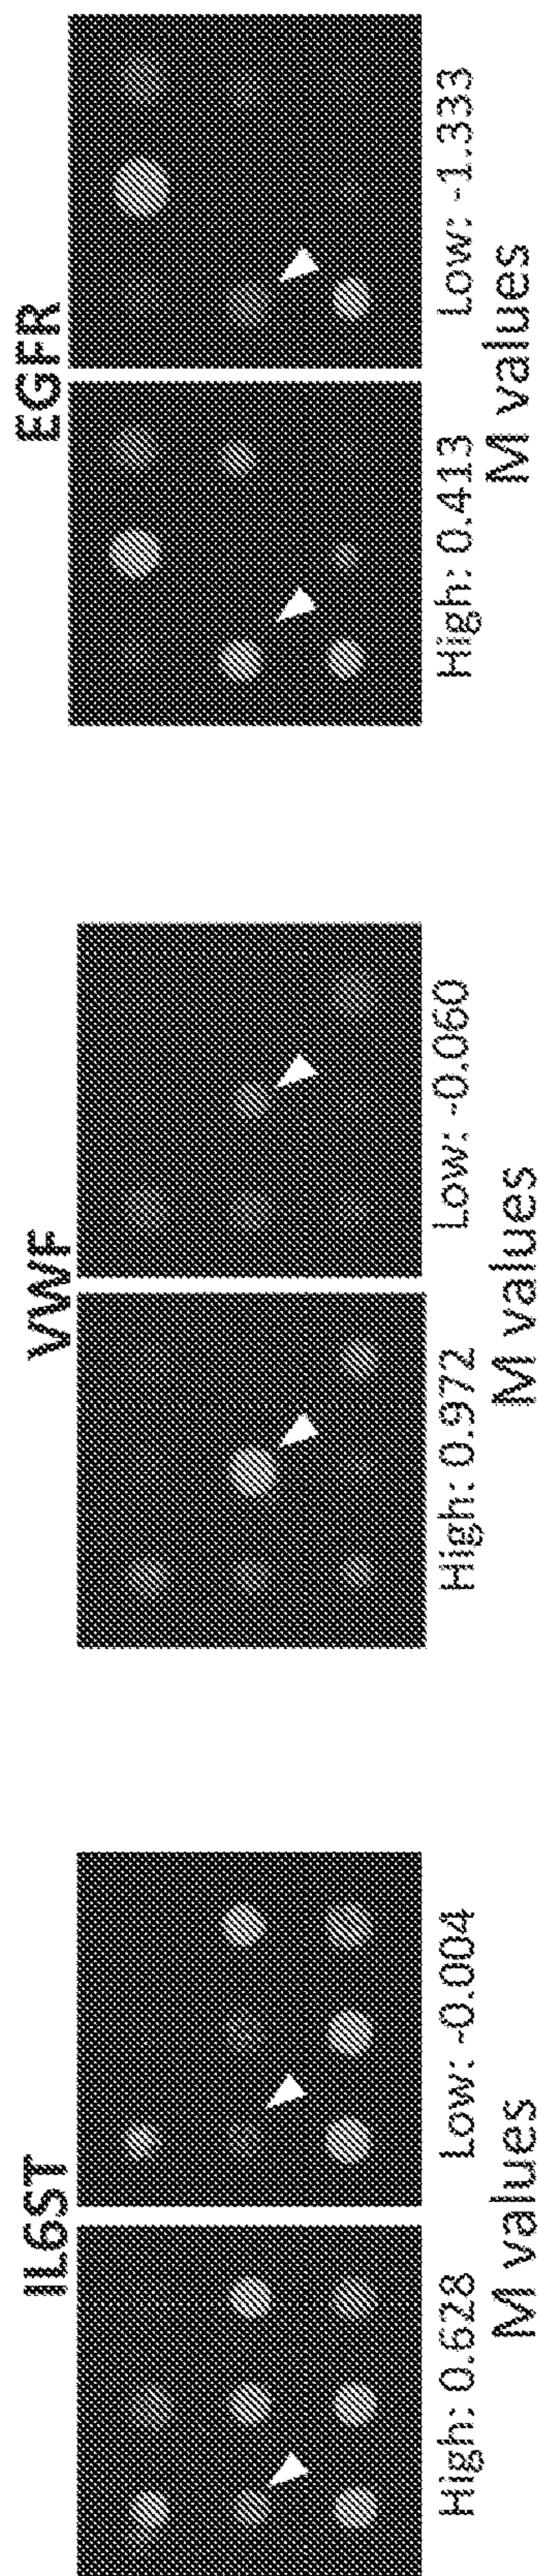 IL6ST
High: 0.628
Low: -0.004
M values
VWF
High: 0.972
Low: -0.060
M values
EGFR
High: 0.413
Low: -1.333
M values